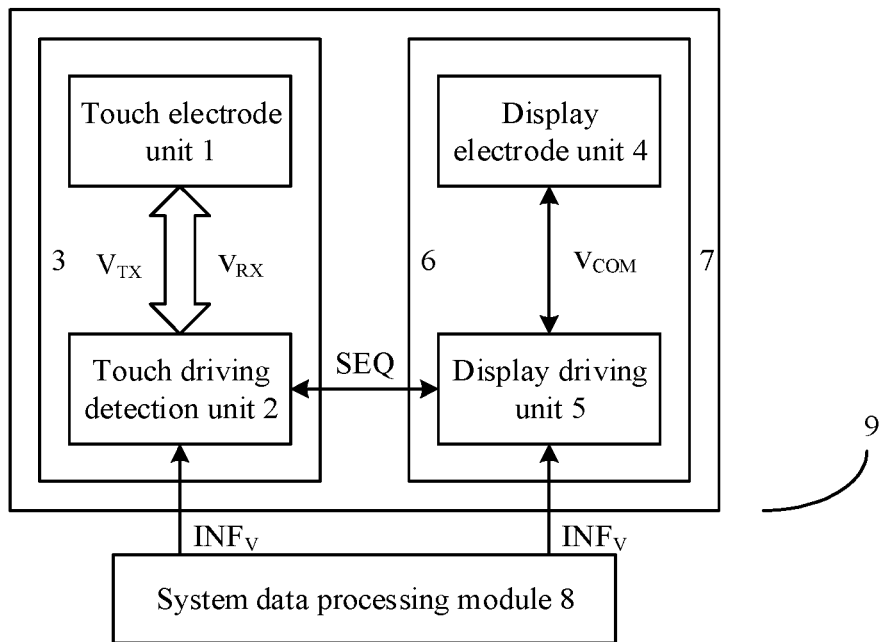 Touch electrode
unit 1
Display
electrode unit 4
3
V_TX
V_RX
6
V_COM
7
Touch driving
detection unit 2
SEQ
Display driving
unit 5
9
INF_V
INF_V
System data processing module 8